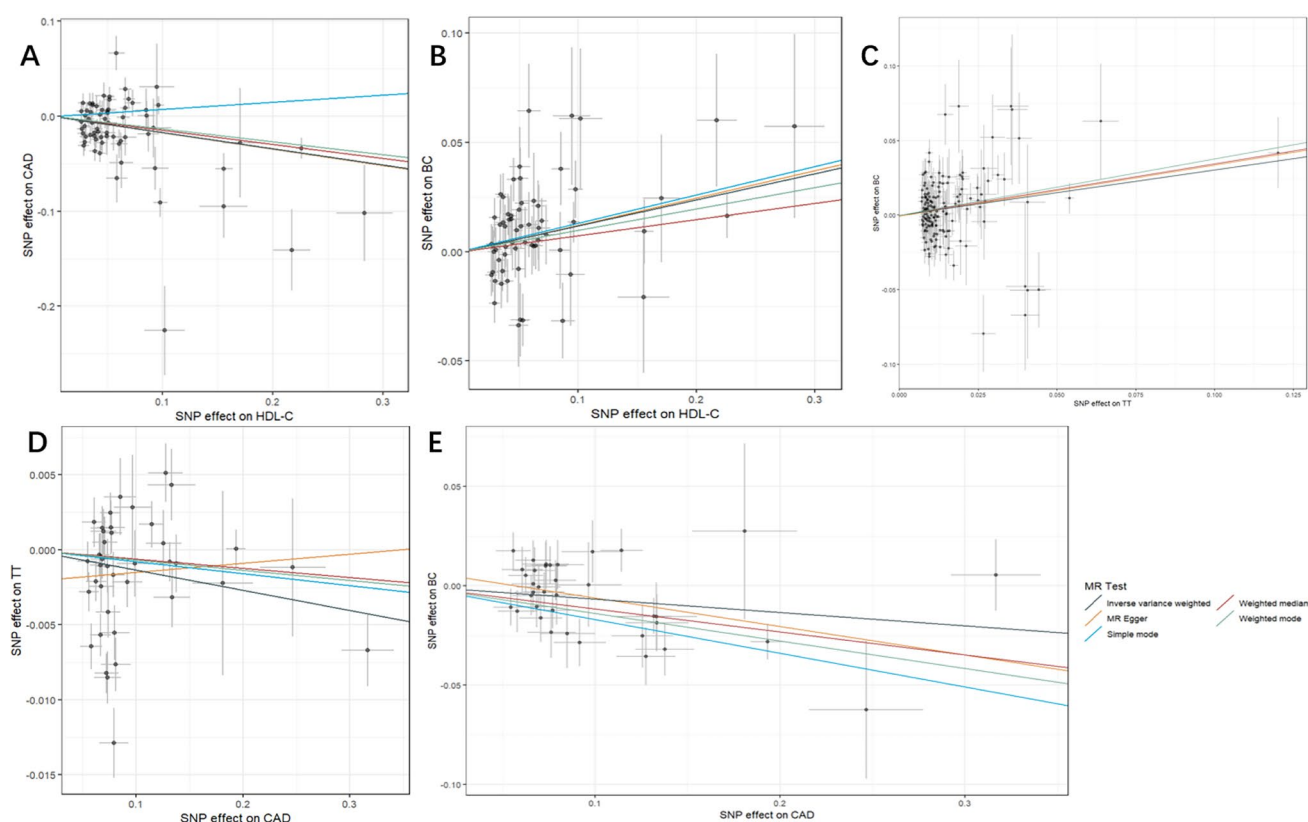 A
0.1
0.0
-0.1
-0.2
SNP effect on CAD
0.1
0.2
0.3
SNP effect on HDL-C
B
0.10
0.05
0.00
-0.05
SNP effect on BC
0.1
0.2
0.3
SNP effect on HDL-C
C
0.10
0.05
0.00
-0.05
-0.10
SNP effect on BC
0.000
0.025
0.050
0.075
0.100
0.125
SNP effect on TT
D
0.005
0.000
-0.005
-0.010
-0.015
SNP effect on TT
0.1
0.2
0.3
SNP effect on CAD
E
0.05
0.00
-0.05
-0.10
SNP effect on BC
0.1
0.2
0.3
SNP effect on CAD
MR Test
Inverse variance weighted
Weighted median
MR Egger
Weighted mode
Simple mode